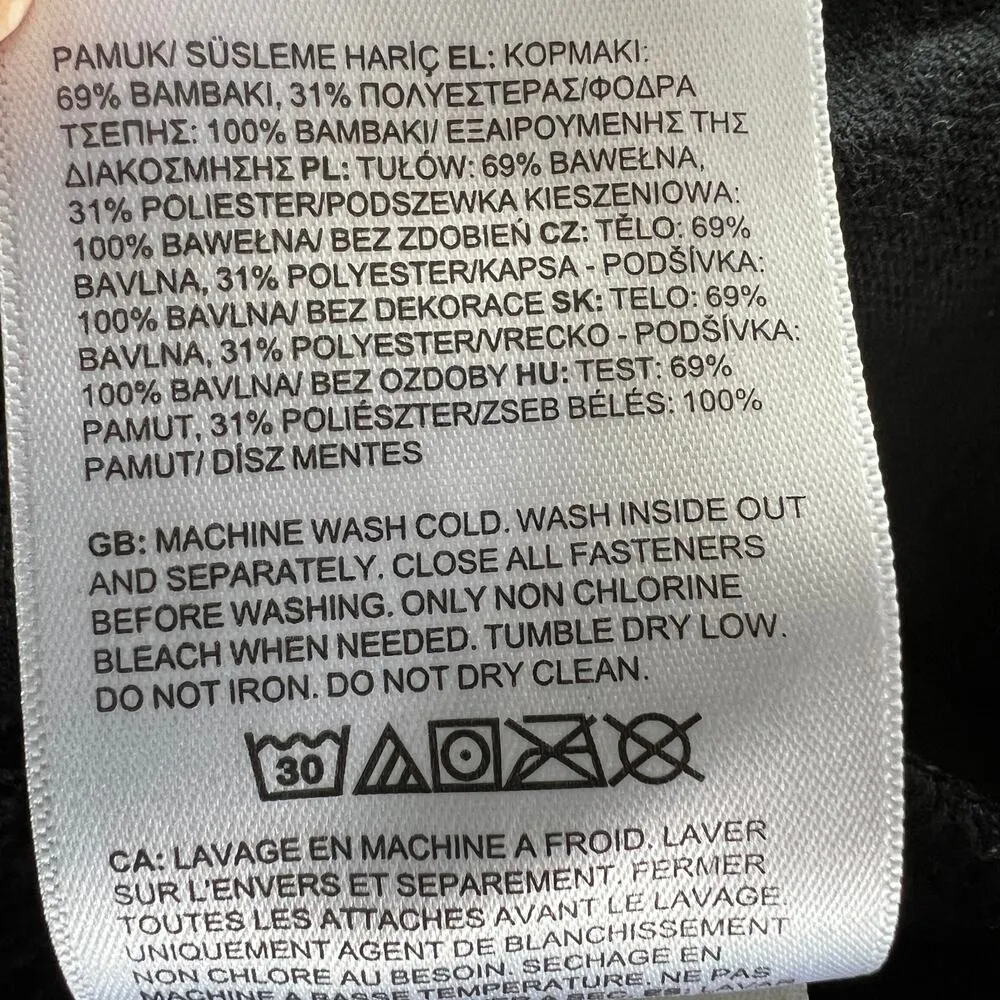 PAMUK/ SÜSLEME HARİÇ EL: ΚΟΡΜΑΚΙ:
69% ΒΑΜΒΑΚΙ, 31% ΠΟΛΥΕΣΤΕΡΑΣ/ΦΟΔΡΑ
ΤΣΕΠΗΣ: 100% ΒΑΜΒΑΚΙ/ ΕΞΑΙΡΟΥΜΕΝΗΣ ΤΗΣ
ΔΙΑΚΟΣΜΗΣΗΣ PL: TUŁÓW: 69% BAWEŁNA,
31% POLIESTER/PODSZEWKA KIESZENIOWA:
100% BAWEŁNA/ BEZ ZDOBIEŃ CZ: TĚLO: 69%
BAVLNA, 31% POLYESTER/KAPSA - PODŠÍVKA:
100% BAVLNA/ BEZ DEKORACE SK: TELO: 69%
BAVLNA, 31% POLYESTER/VRECKO - PODŠÍVKA:
100% BAVLNA/ BEZ OZDOBY HU: TEST: 69%
PAMUT, 31% POLIÉSZTER/ZSEB BÉLÉS: 100%
PAMUT/ DÍSZ MENTES
GB: MACHINE WASH COLD. WASH INSIDE OUT
AND SEPARATELY. CLOSE ALL FASTENERS
BEFORE WASHING. ONLY NON CHLORINE
BLEACH WHEN NEEDED. TUMBLE DRY LOW.
DO NOT IRON. DO NOT DRY CLEAN.
30
CA: LAVAGE EN MACHINE A FROID. LAVER
SUR L'ENVERS ET SEPAREMENT. FERMER
TOUTES LES ATTACHES AVANT LE LAVAGE.
UNIQUEMENT AGENT DE BLANCHISSEMENT
NON CHLORE AU BESOIN. SECHAGE EN
MACHINE A BASSE TEMPERATURE. NE PAS